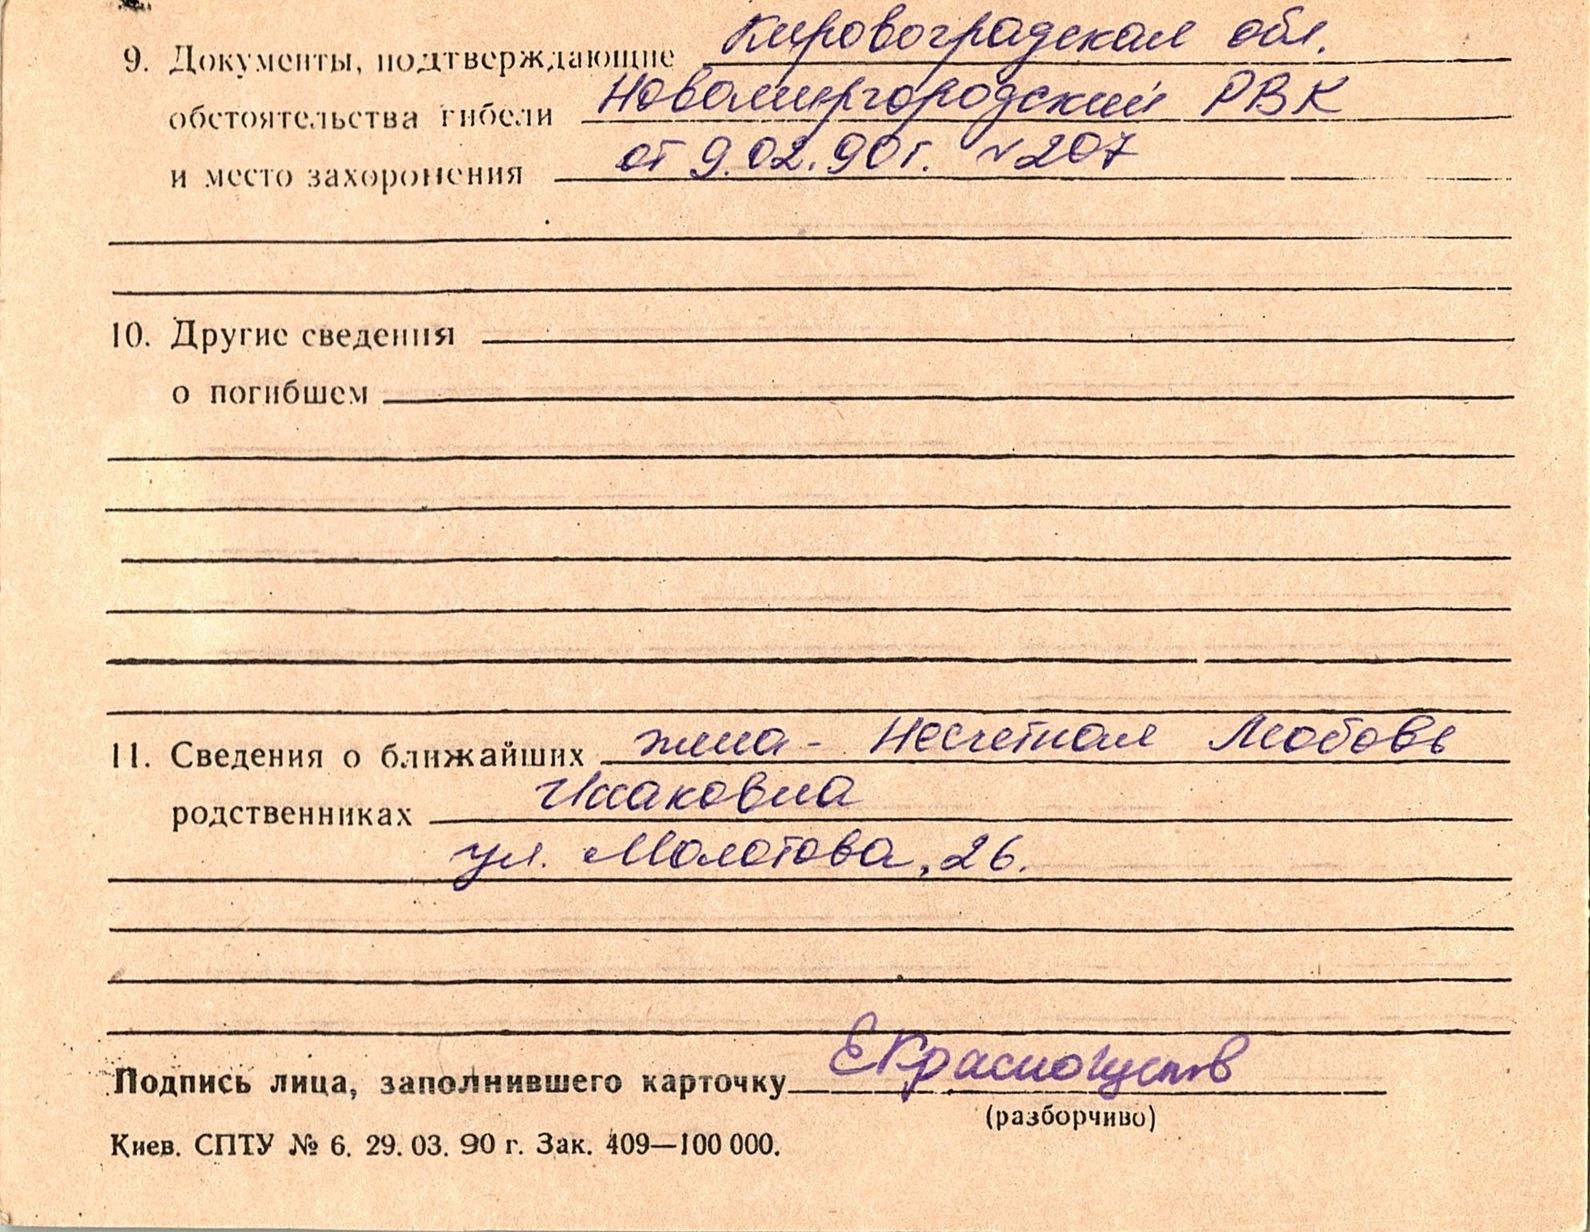 Кировоградская обл.
9. Документы, подтверждающие
Новомиргородский РВК
обстоятельства гибели
от 9.02.90 г. N 207
и место захоронения
10. Другие сведения
о погибшем
11. Сведения о ближайших жена - Несчетная Любовь
родственниках Исаковна
ул. Молотова, 26.
Подпись лица, заполнившего карточку
(разборчиво)
Киев. СПТУ № 6. 29. 03. 90 г. Зак. 409—100 000.